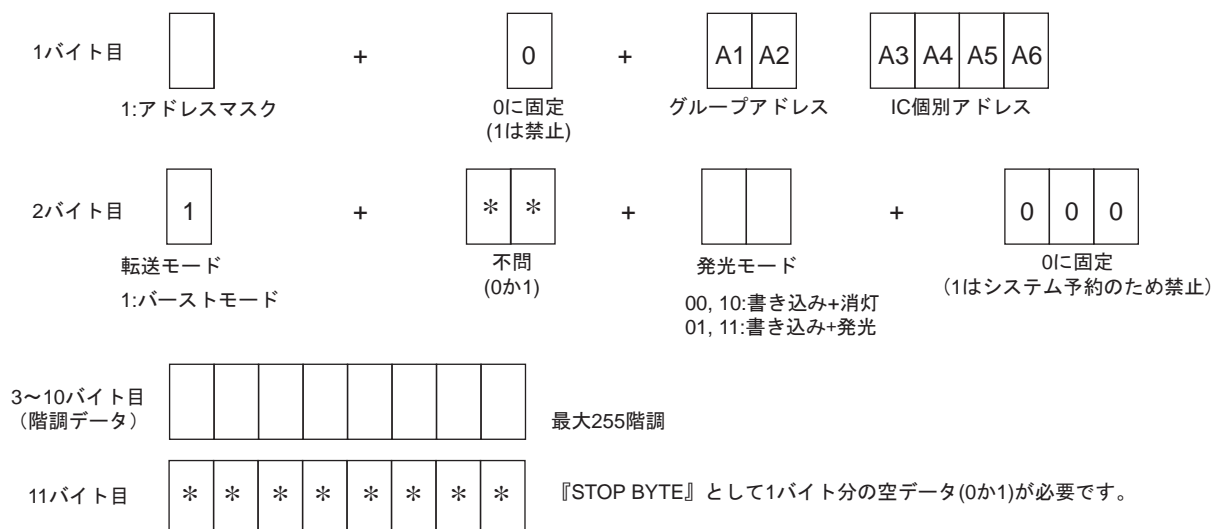 1バイト目 + 0 + A1 A2 A3 A4 A5 A6
1:アドレスマスク 0に固定 グループアドレス IC個別アドレス
(1は禁止)
2バイト目 1 + * * + + 0 0 0
転送モード 不問 発光モード 0に固定
1:バーストモード (0か1) 00, 10:書き込み+消灯 (1はシステム予約のため禁止)
01, 11:書き込み+発光
3〜10バイト目
(階調データ) 最大255階調
11バイト目 * * * * * * * * 『STOP BYTE』として1バイト分の空データ(0か1)が必要です。